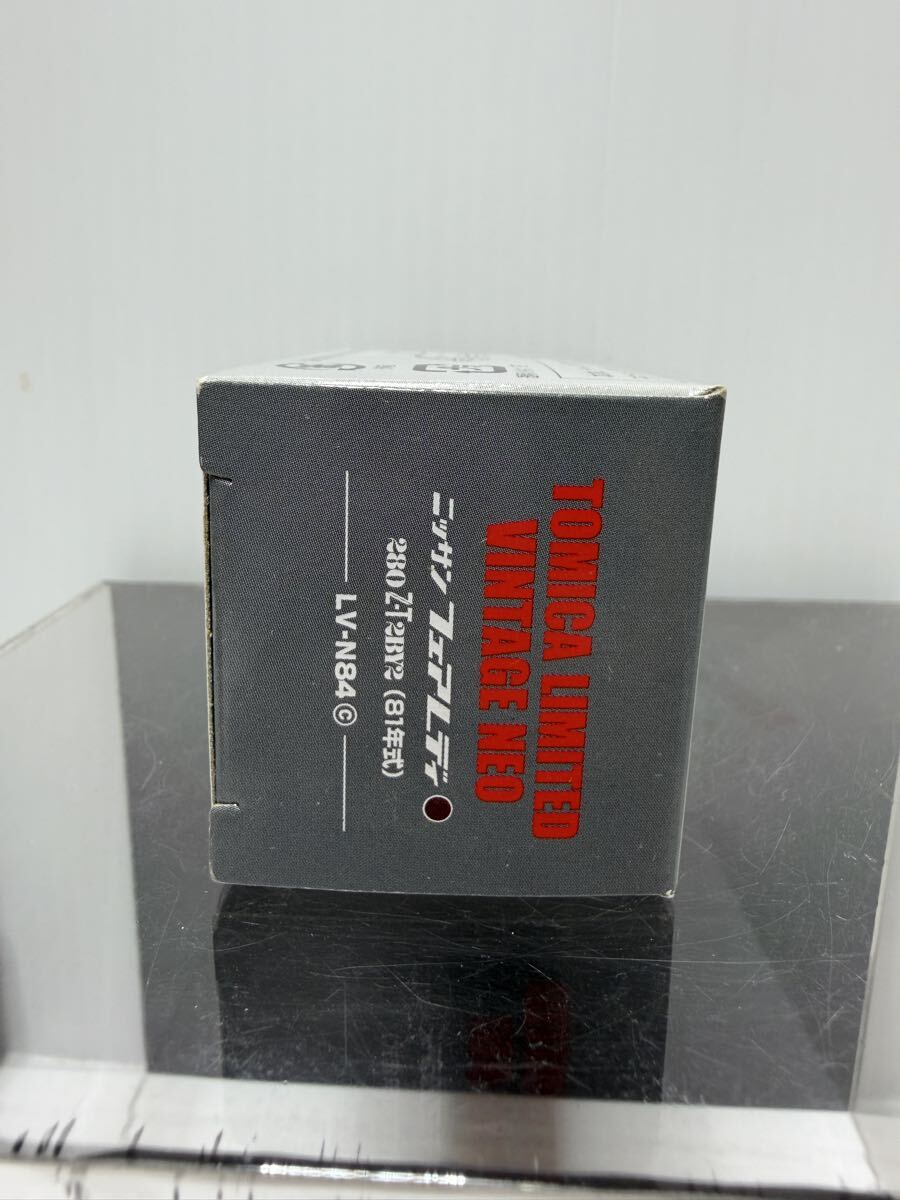 TOMICA LIMITED
VINTAGE NEO
ニッサン フェアレディ
280 Z-T 2BY2 (81年式)
LV-N84 ©